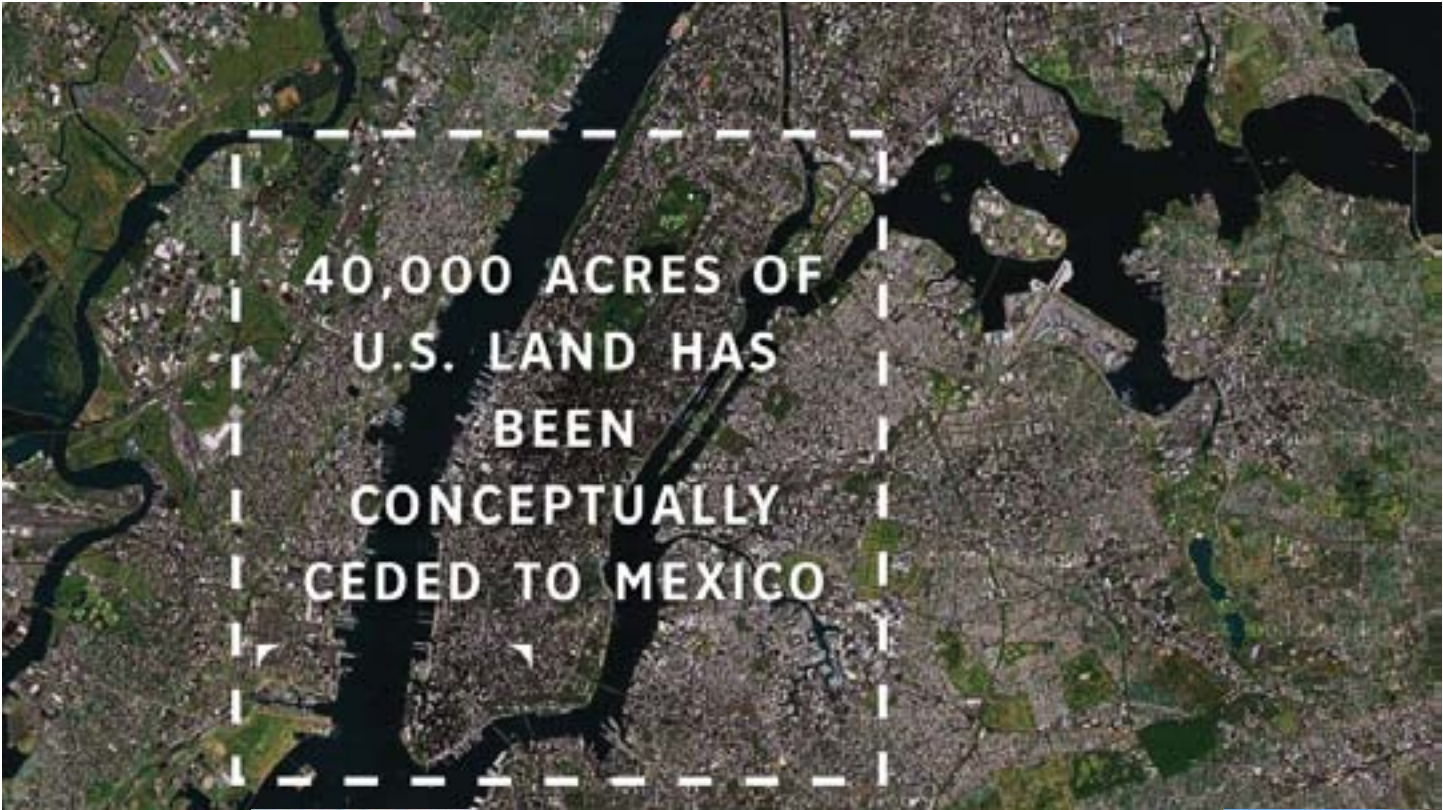 40,000 ACRES OF
U.S. LAND HAS
BEEN
CONCEPTUALLY
CEDED TO MEXICO